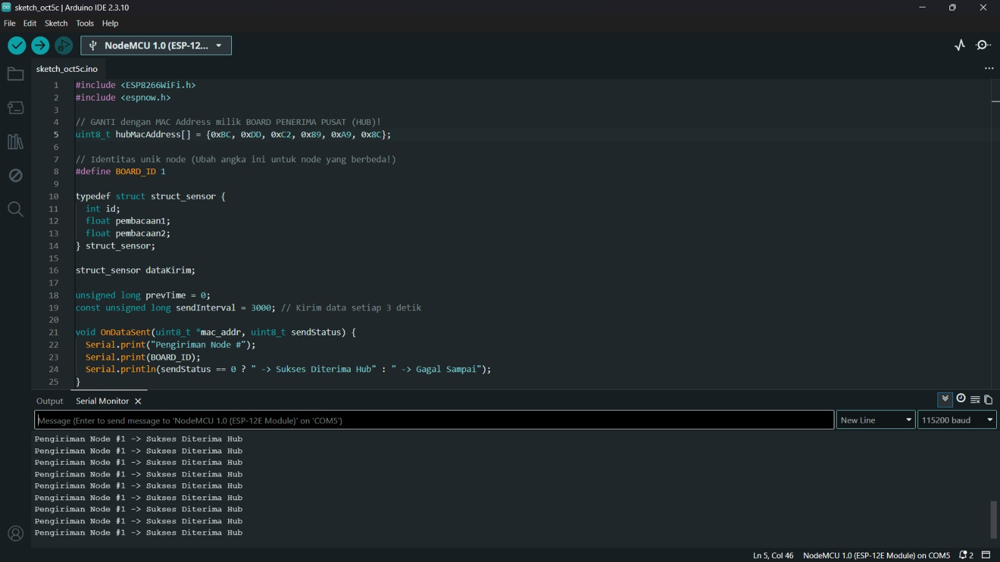 sketch_oct5c | Arduino IDE 2.3.10
File Edit Sketch Tools Help
NodeMCU 1.0 (ESP-12...
sketch_oct5c.ino
1 #include <ESP8266WiFi.h>
2 #include <espnow.h>
3
4 // GANTI dengan MAC Address milik BOARD PENERIMA PUSAT (HUB)!
5 uint8_t hubMacAddress[] = {0xBC, 0xDD, 0xC2, 0x89, 0xA9, 0x8C};
6
7 // Identitas unik node (Ubah angka ini untuk node yang berbeda!)
8 #define BOARD_ID 1
9
10 typedef struct struct_sensor {
11 int id;
12 float pembacaan1;
13 float pembacaan2;
14 } struct_sensor;
15
16 struct_sensor dataKirim;
17
18 unsigned long prevTime = 0;
19 const unsigned long sendInterval = 3000; // Kirim data setiap 3 detik
20
21 void OnDataSent(uint8_t *mac_addr, uint8_t sendStatus) {
22 Serial.print("Pengiriman Node #");
23 Serial.print(BOARD_ID);
24 Serial.println(sendStatus == 0 ? " -> Sukses Diterima Hub" : " -> Gagal Sampai");
25 }
Output Serial Monitor
Message (Enter to send message to 'NodeMCU 1.0 (ESP-12E Module)' on 'COM5') New Line 115200 baud
Pengiriman Node #1 -> Sukses Diterima Hub
Pengiriman Node #1 -> Sukses Diterima Hub
Pengiriman Node #1 -> Sukses Diterima Hub
Pengiriman Node #1 -> Sukses Diterima Hub
Pengiriman Node #1 -> Sukses Diterima Hub
Pengiriman Node #1 -> Sukses Diterima Hub
Pengiriman Node #1 -> Sukses Diterima Hub
Pengiriman Node #1 -> Sukses Diterima Hub
Pengiriman Node #1 -> Sukses Diterima Hub
Ln 5, Col 46 NodeMCU 1.0 (ESP-12E Module) on COM5 2